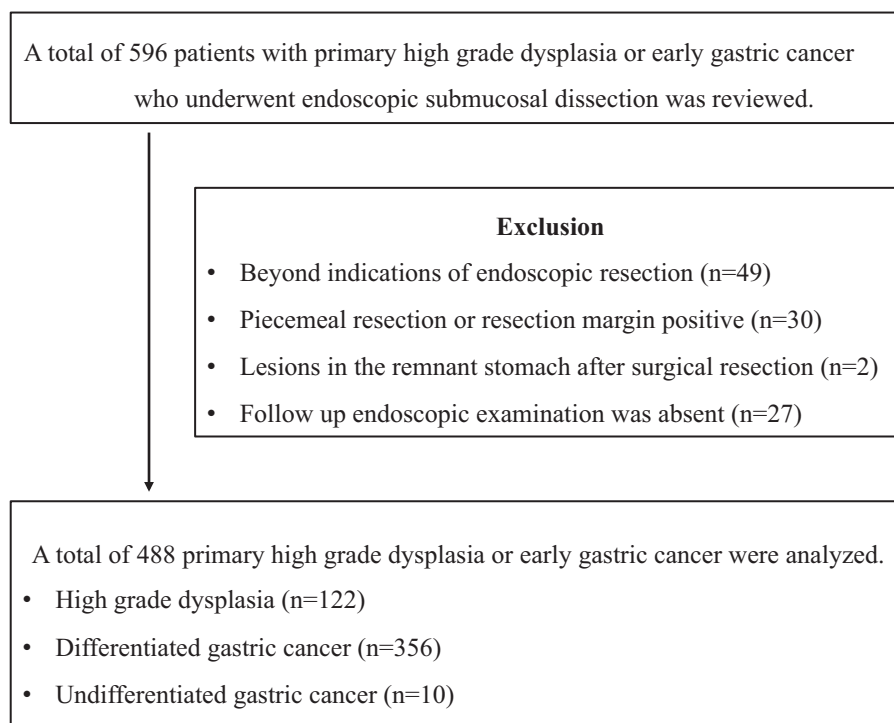 A total of 596 patients with primary high grade dysplasia or early gastric cancer
who underwent endoscopic submucosal dissection was reviewed.
Exclusion
• Beyond indications of endoscopic resection (n=49)
• Piecemeal resection or resection margin positive (n=30)
• Lesions in the remnant stomach after surgical resection (n=2)
• Follow up endoscopic examination was absent (n=27)
A total of 488 primary high grade dysplasia or early gastric cancer were analyzed.
• High grade dysplasia (n=122)
• Differentiated gastric cancer (n=356)
• Undifferentiated gastric cancer (n=10)